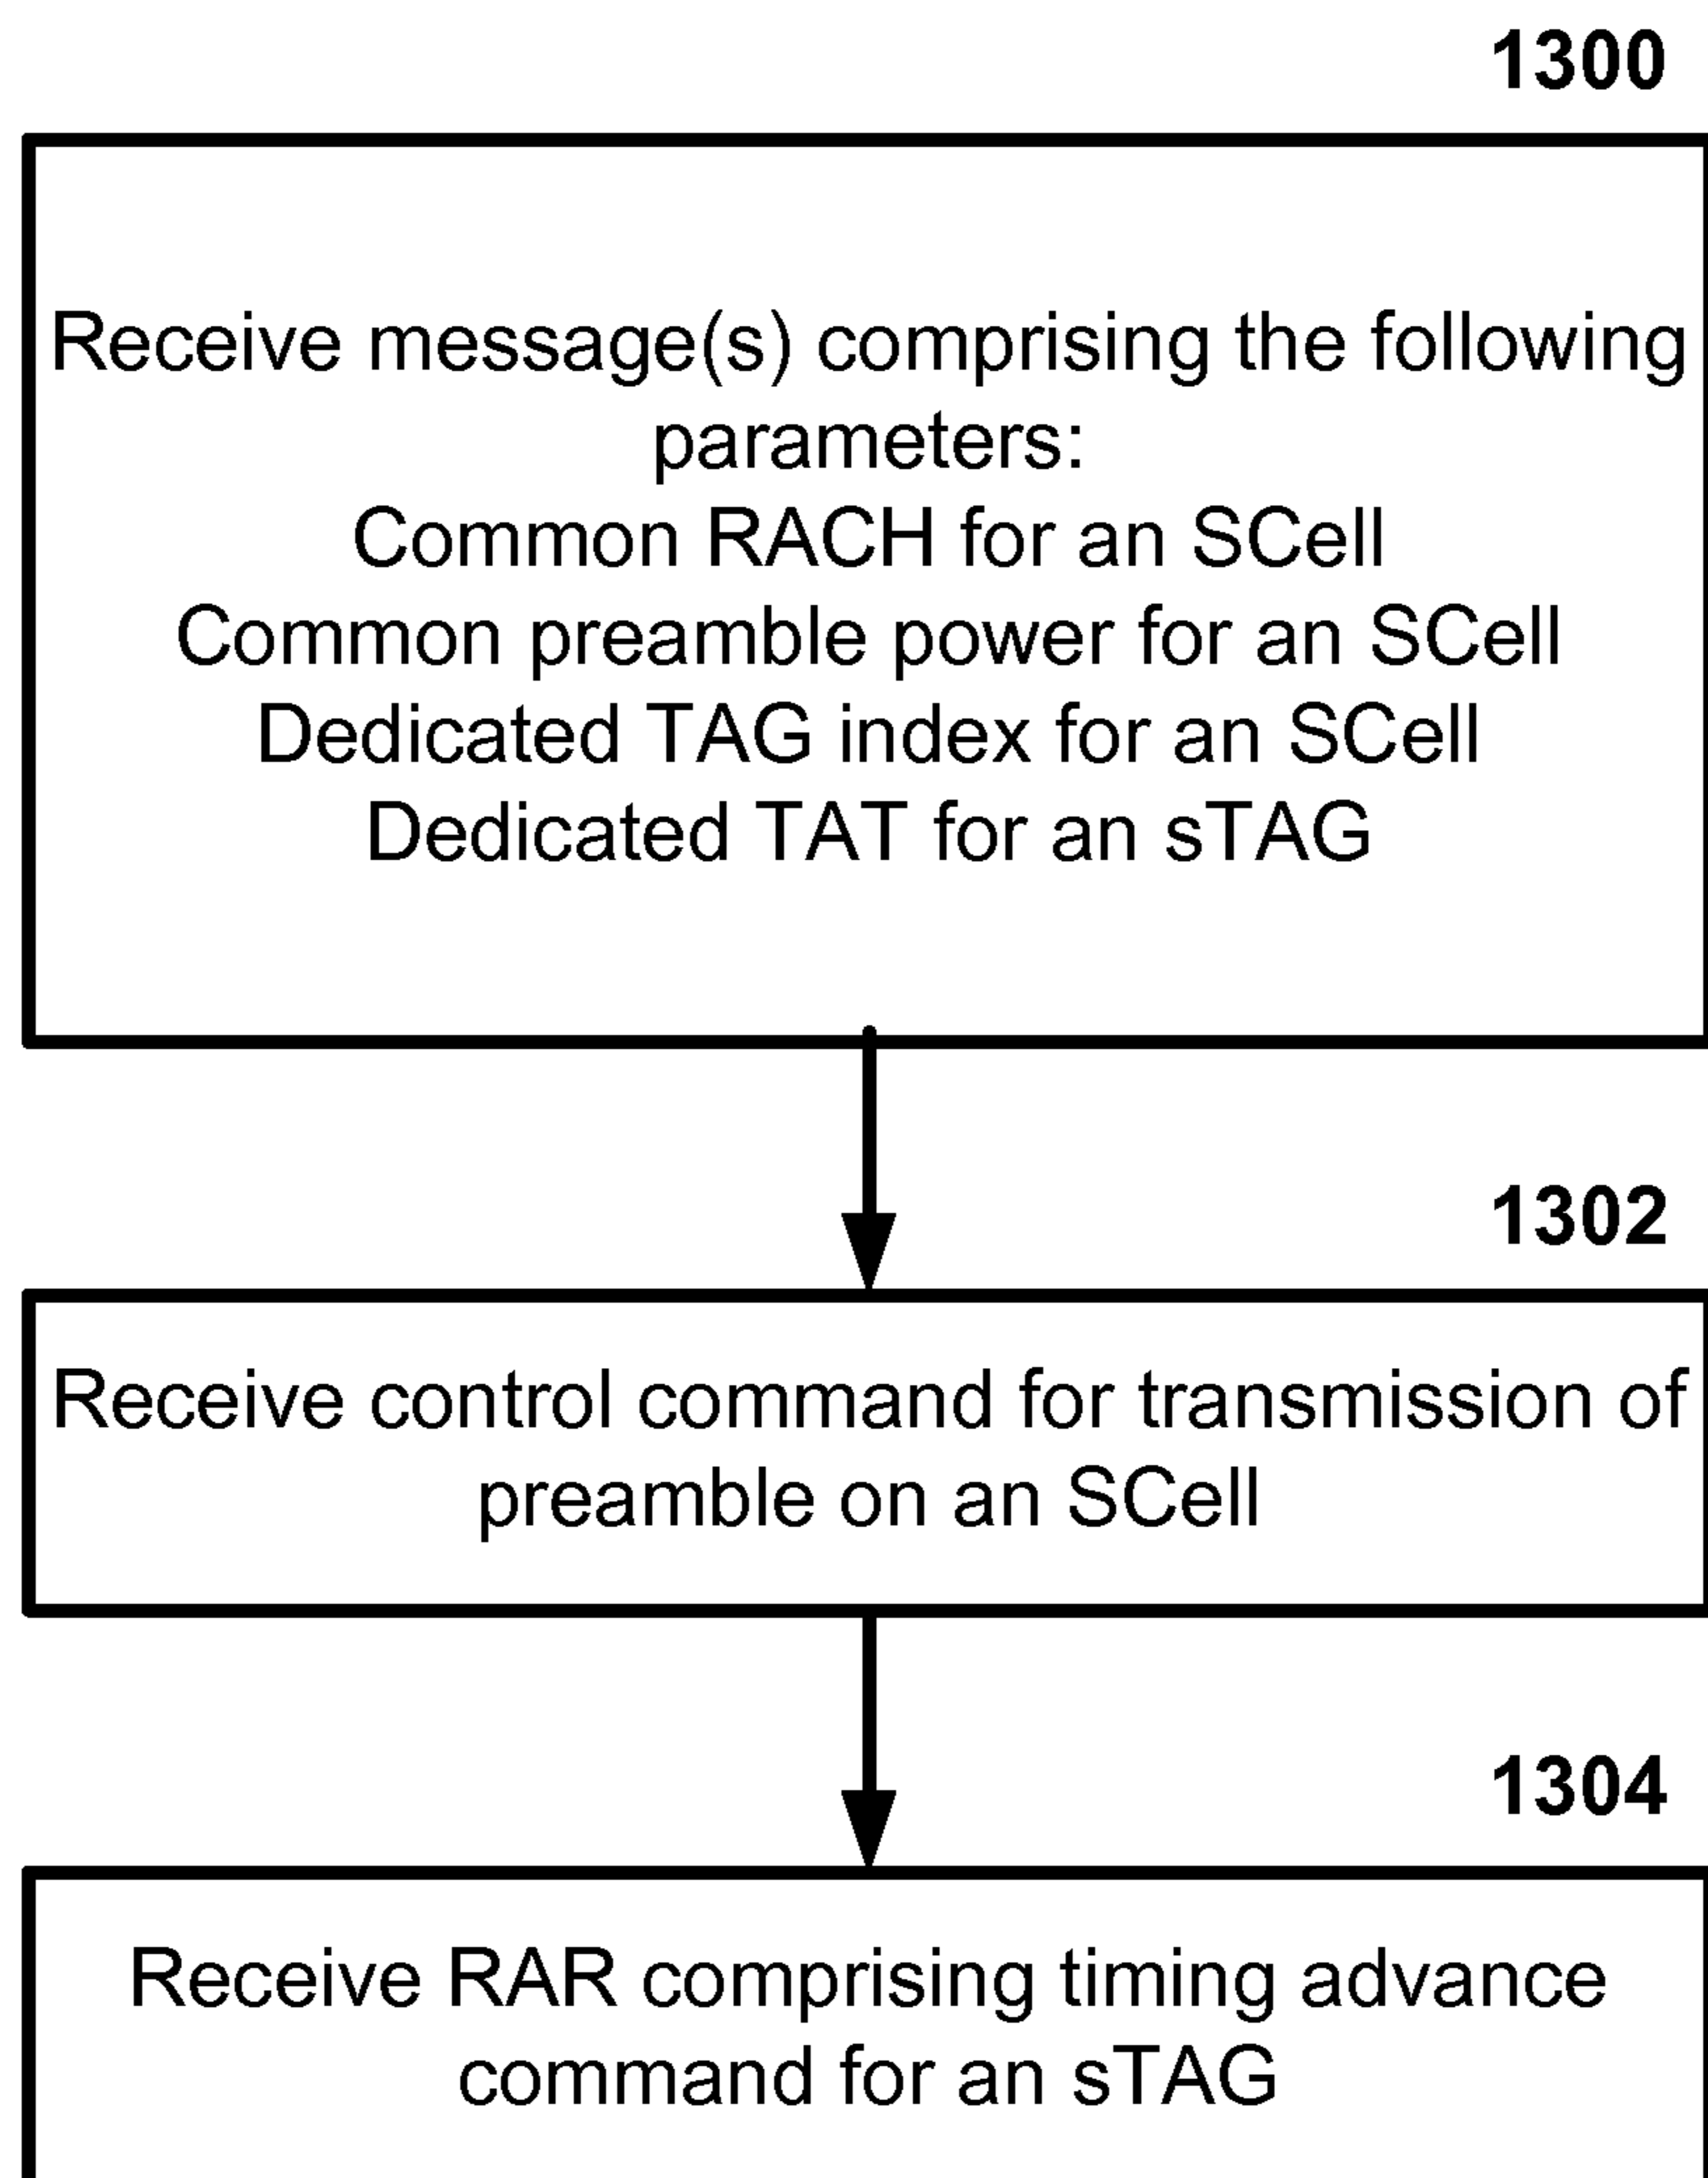 1300
Receive message(s) comprising the following
parameters:
Common RACH for an SCell
Common preamble power for an SCell
Dedicated TAG index for an SCell
Dedicated TAT for an sTAG
1302
Receive control command for transmission of
preamble on an SCell
1304
Receive RAR comprising timing advance
command for an sTAG